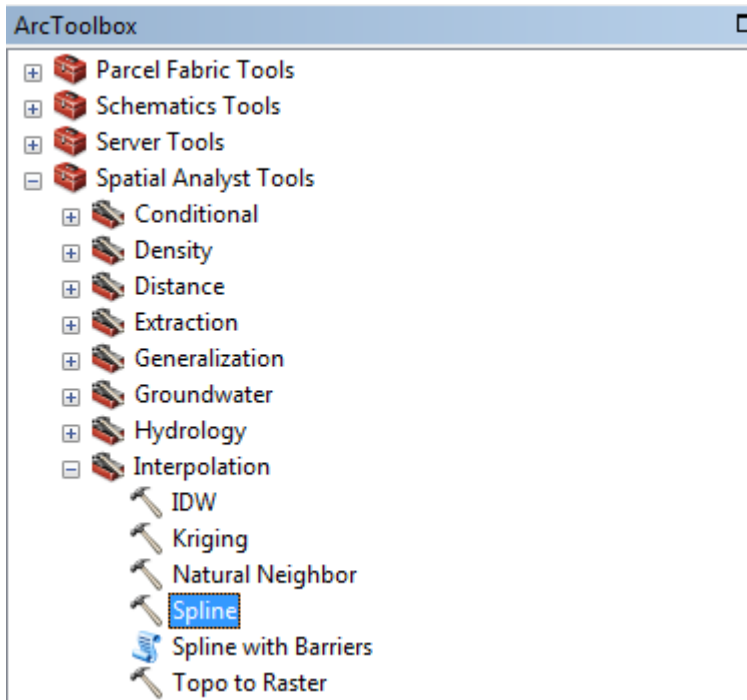 ArcToolbox
Parcel Fabric Tools
Schematics Tools
Server Tools
Spatial Analyst Tools
Conditional
Density
Distance
Extraction
Generalization
Groundwater
Hydrology
Interpolation
IDW
Kriging
Natural Neighbor
Spline
Spline with Barriers
Topo to Raster